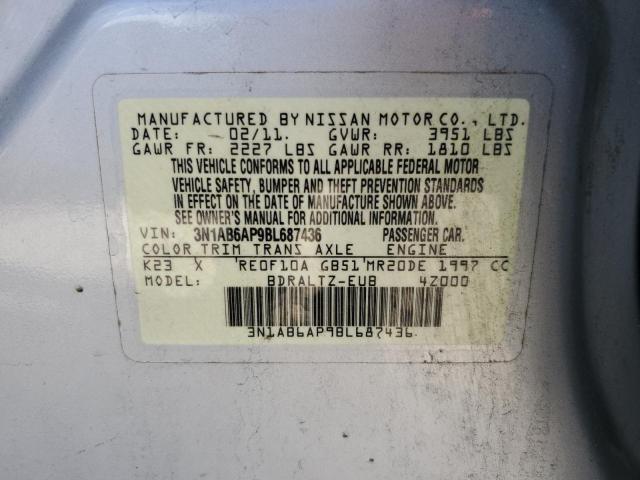 MANUFACTURED BY NISSAN MOTOR CO., LTD.
DATE: 02/11. GVWR: 3951 LBS
GAWR FR: 2227 LBS GAWR RR: 1810 LBS
THIS VEHICLE CONFORMS TO ALL APPLICABLE FEDERAL MOTOR
VEHICLE SAFETY, BUMPER AND THEFT PREVENTION STANDARDS
IN EFFECT ON THE DATE OF MANUFACTURE SHOWN ABOVE.
SEE OWNER'S MANUAL FOR ADDITIONAL INFORMATION.
VIN: 3N1AB6AP9BL687436 PASSENGER CAR.
COLOR TRIM TRANS AXLE ENGINE
K23 X 'RE0F10A GB51'MR20DE 1997 CC
MODEL: BDRALTZ-EUB 4Z000
3N1AB6AP9BL687436